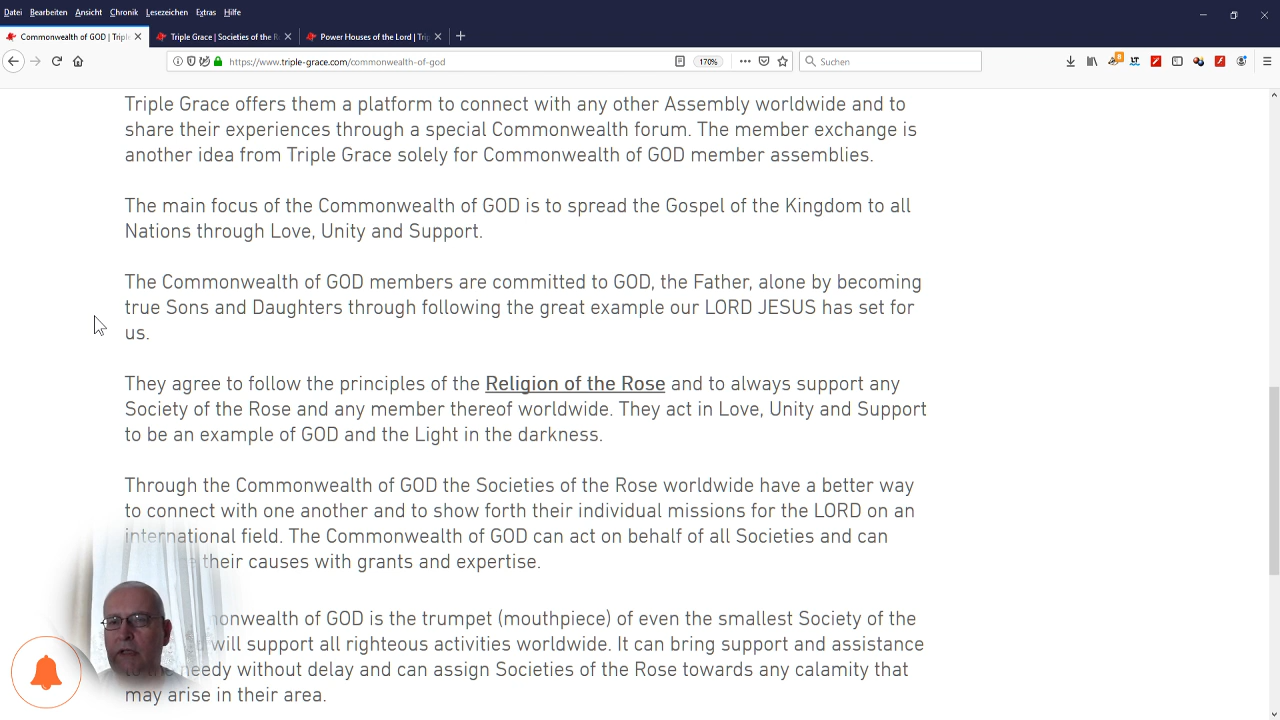 Datei Bearbeiten Ansicht Chronik Lesezeichen Extras Hilfe
Commonwealth of GOD | Triple
Triple Grace | Societies of the R
Power Houses of the Lord | Trip
https://www.triple-grace.com/commonwealth-of-god
170%
Suchen
Triple Grace offers them a platform to connect with any other Assembly worldwide and to
share their experiences through a special Commonwealth forum. The member exchange is
another idea from Triple Grace solely for Commonwealth of GOD member assemblies.
The main focus of the Commonwealth of GOD is to spread the Gospel of the Kingdom to all
Nations through Love, Unity and Support.
The Commonwealth of GOD members are committed to GOD, the Father, alone by becoming
true Sons and Daughters through following the great example our LORD JESUS has set for
us.
They agree to follow the principles of the Religion of the Rose and to always support any
Society of the Rose and any member thereof worldwide. They act in Love, Unity and Support
to be an example of GOD and the Light in the darkness.
Through the Commonwealth of GOD the Societies of the Rose worldwide have a better way
to connect with one another and to show forth their individual missions for the LORD on an
international field. The Commonwealth of GOD can act on behalf of all Societies and can
their causes with grants and expertise.
of GOD is the trumpet (mouthpiece) of even the smallest Society of the
will support all righteous activities worldwide. It can bring support and assistance
needy without delay and can assign Societies of the Rose towards any calamity that
may arise in their area.